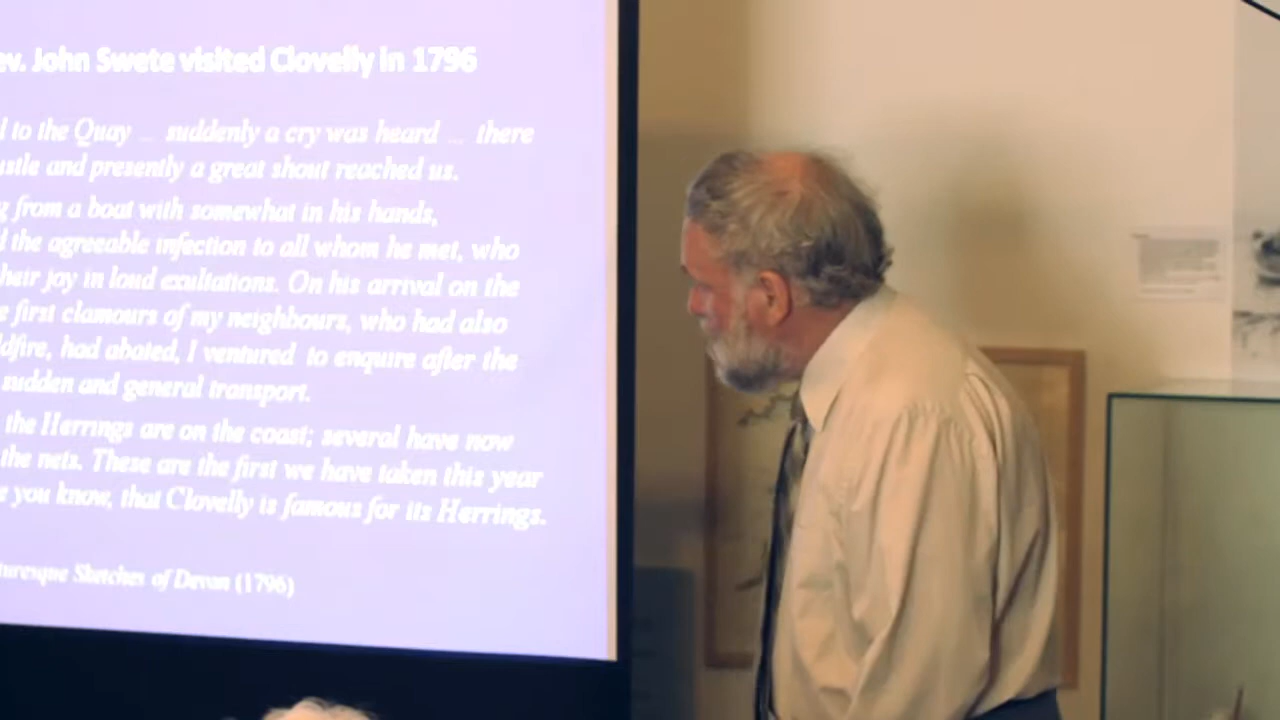 ev. John Swete visited Clovelly in 1796
l to the Quay ... suddenly a cry was heard ... there
ustle and presently a great shout reached us.
g from a boat with somewhat in his hands,
d the agreeable infection to all whom he met, who
heir joy in loud exultations. On his arrival on the
e first clamours of my neighbours, who had also
ldfire, had abated, I ventured to enquire after the
sudden and general transport.
the Herrings are on the coast; several have now
the nets. These are the first we have taken this year
e you know, that Clovelly is famous for its Herrings.
turesque Sketches of Devon (1796)